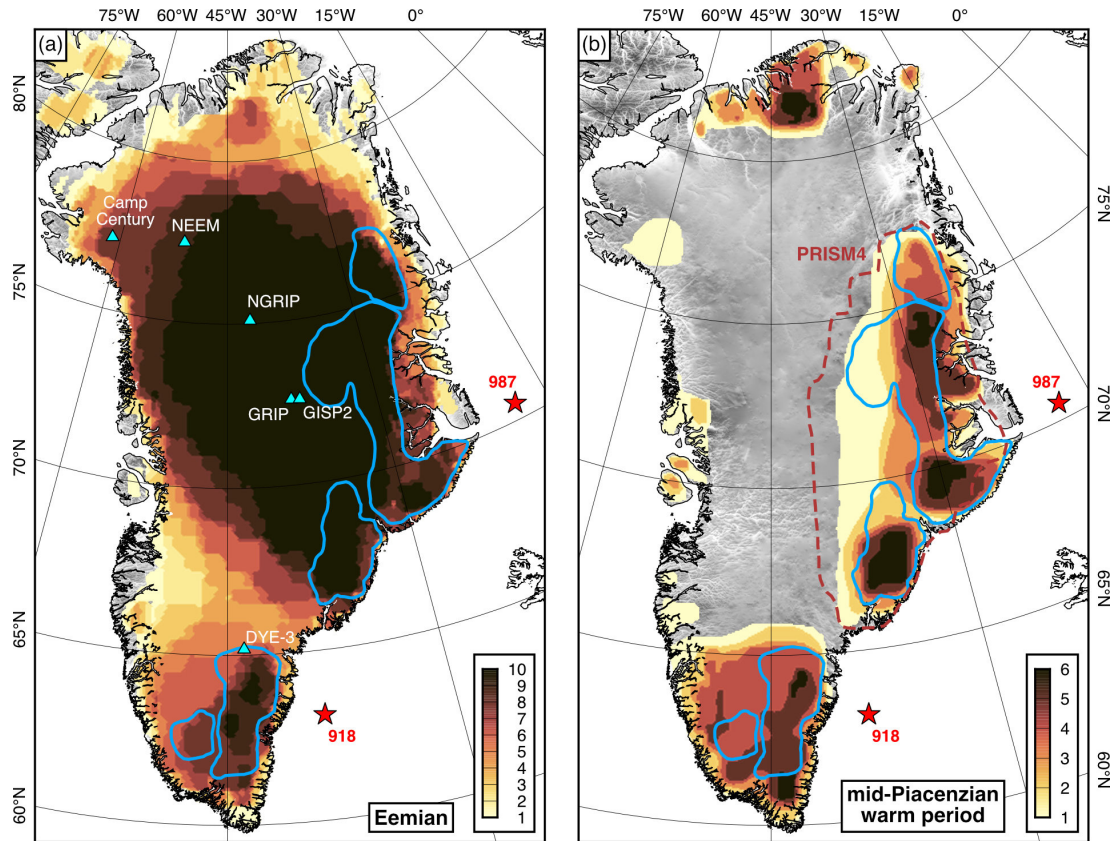 75°W 60°W 45°W 30°W 15°W 0°
(a)
80°N
75°N
70°N
65°N
60°N
Camp
Century
NEEM
NGRIP
GRIP
GISP2
DYE-3
987
918
10
9
8
7
6
5
4
3
2
1
Eemian
75°W 60°W 45°W 30°W 15°W 0°
(b)
PRISM4
987
918
75°N
70°N
65°N
60°N
6
5
4
3
2
1
mid-Piacenzian
warm period